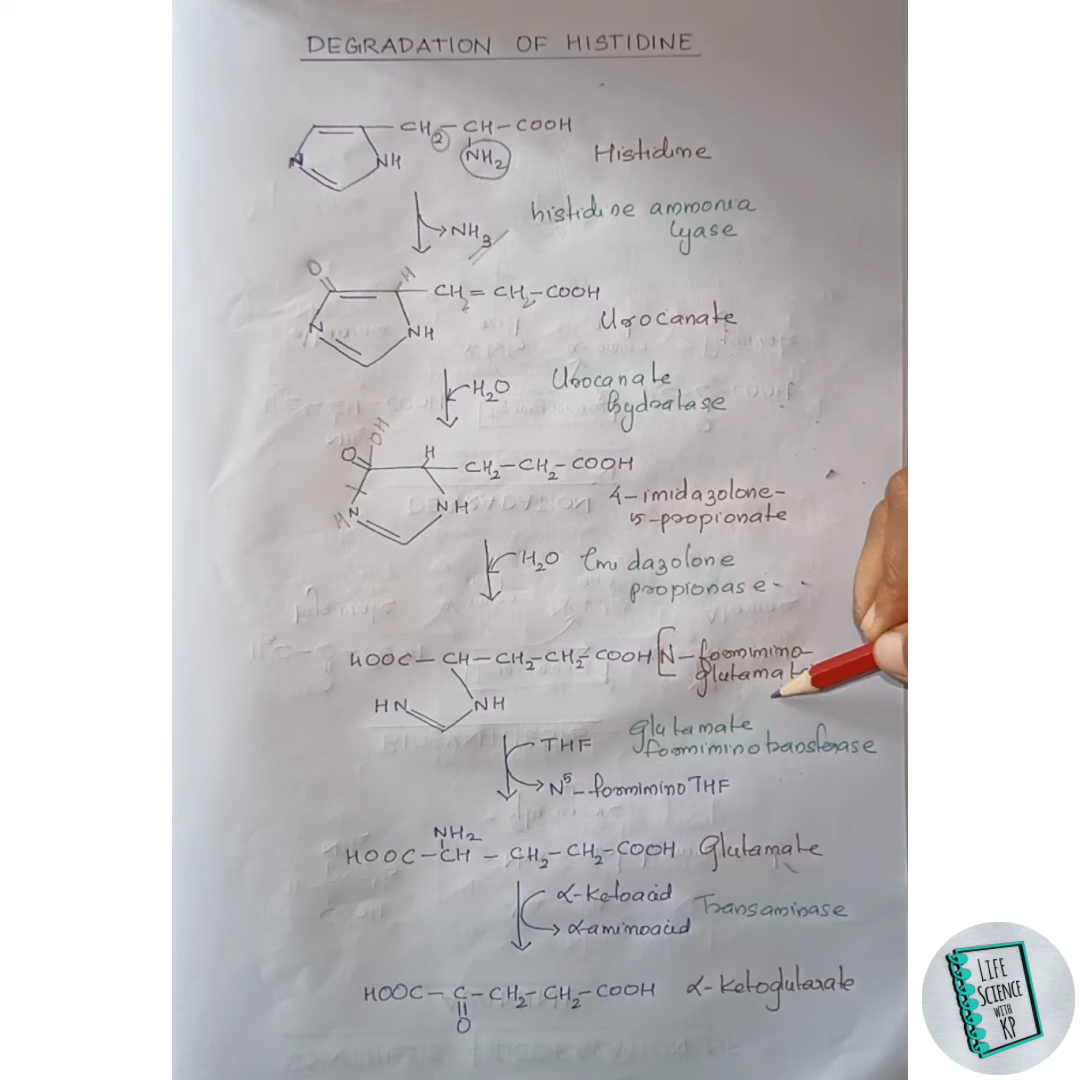 DEGRADATION OF HISTIDINE
CH2-CH-COOH
N
NH
NH2
Histidine
NH3
histidine ammonia
lyase
O
H
CH2=CH2-COOH
N
NH
Urocanate
H2O
Urocanate
hydratase
OH
O
H
CH2-CH2-COOH
H
N
NH
4-imidazolone-
5-propionate
H2O
Imidazolone
propionase--
HOOC-CH-CH2-CH2-COOH
N-formimino
glutamat
HN
NH
THF
glutamate
formiminotransferase
N5-formimino THF
NH2
HOOC-CH-CH2-CH2-COOH Glutamate
α-Ketoacid
Transaminase
α-aminoacid
HOOC-C-CH2-CH2-COOH α-Ketoglutarate
O
LIFE
SCIENCE
WITH
KP